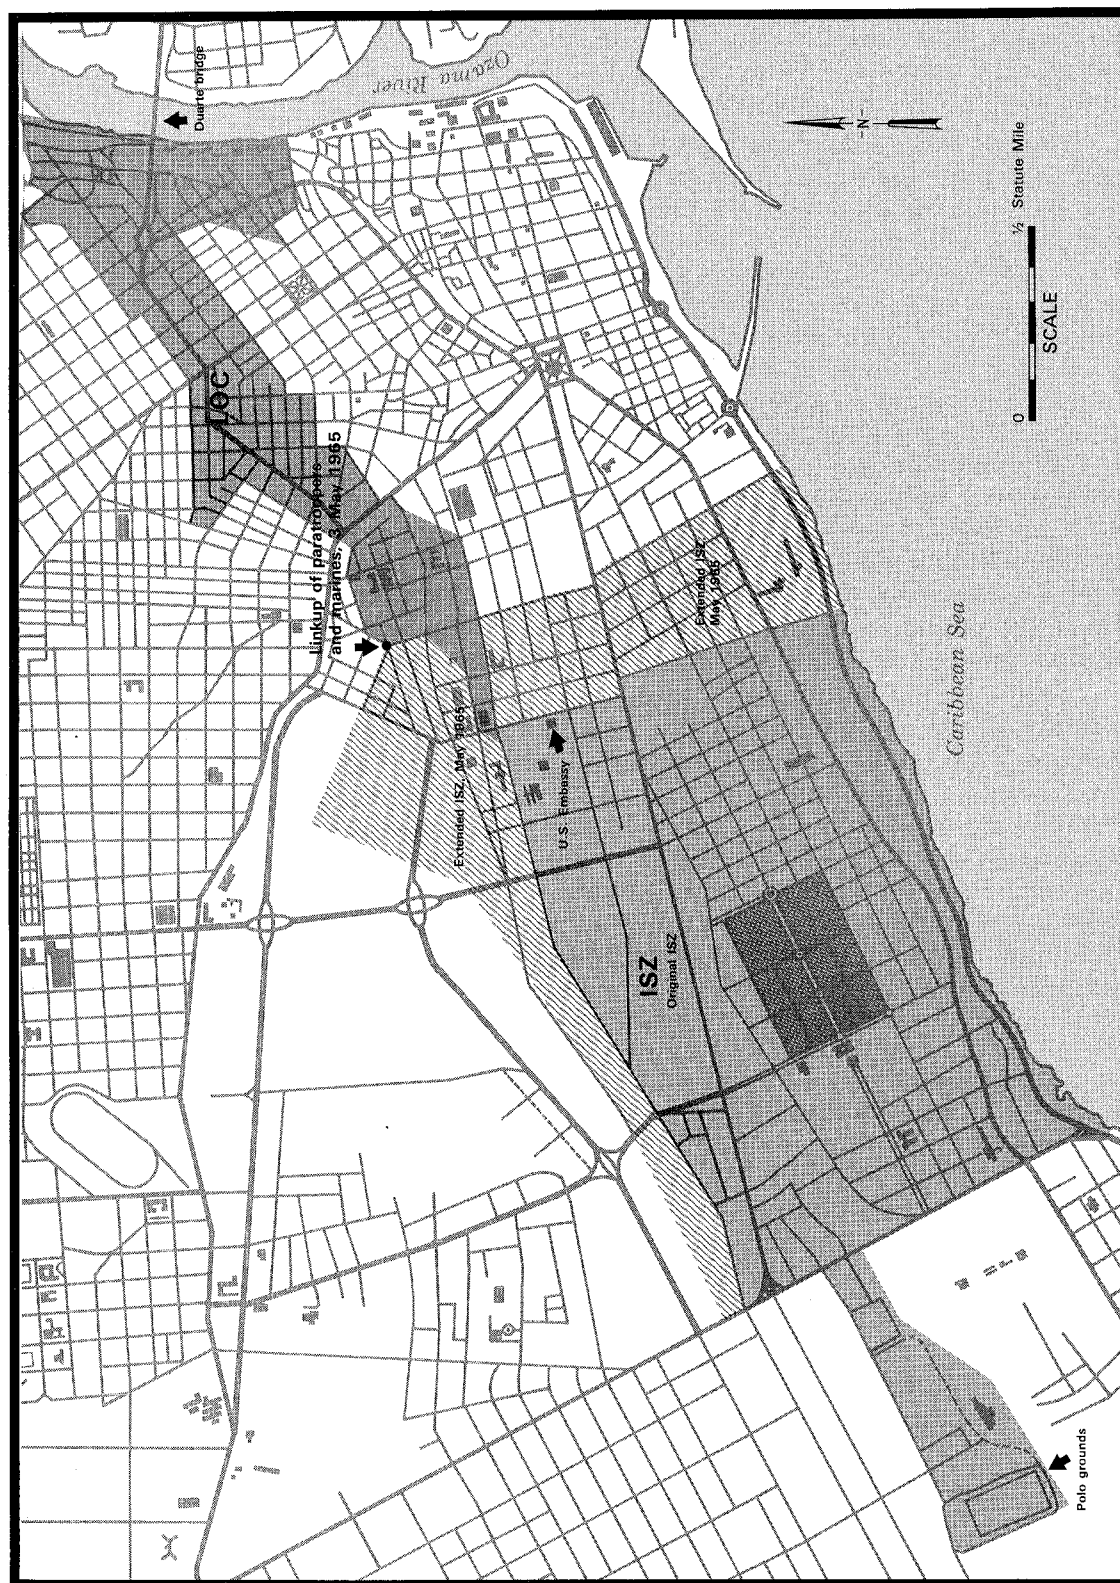 Duarte bridge
Ozama River
LOC
Linkup of paratroopers
and marines, 3 May 1965
Extended ISZ, May 1965
U.S. Embassy
ISZ
Original ISZ
Extended ISZ
May 1965
Caribbean Sea
-N-
0 ½ Statute Mile
SCALE
Polo grounds